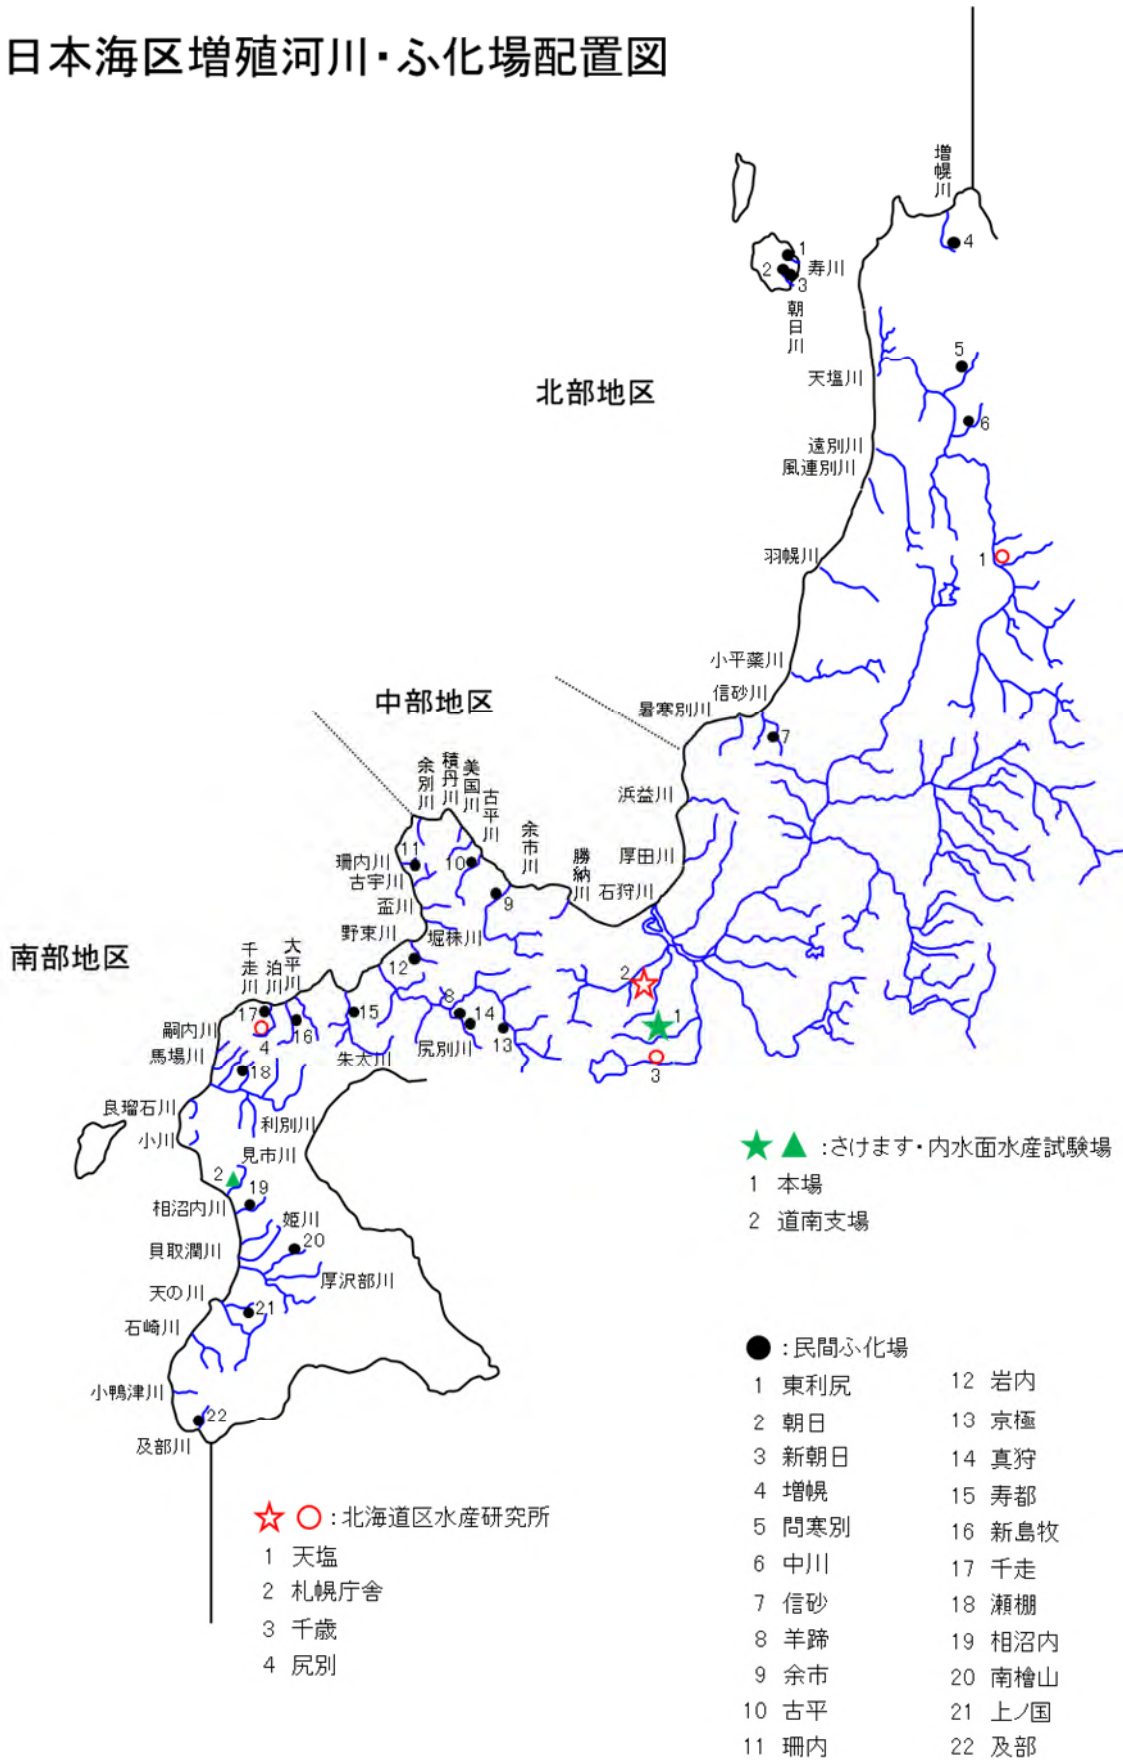 日本海区増殖河川・ふ化場配置図
増幌川
4
1
2
3
寿川
朝日川
5
6
天塩川
北部地区
遠別川
風連別川
羽幌川
1
小平蘂川
信砂川
暑寒別川
7
中部地区
余別川
積丹川
美国川
古平川
余市川
勝納川
浜益川
厚田川
石狩川
珊内川
11
10
古宇川
9
盃川
野束川
堀株川
12
南部地区
千走川
泊川
大平川
17
4
16
15
8
14
13
尻別川
朱太川
2
1
3
嗣内川
馬場川
18
良瑠石川
利別川
小川
見市川
2
19
相沼内川
姫川
20
貝取澗川
厚沢部川
天の川
21
石崎川
小鴨津川
22
及部川
:さけます・内水面水産試験場
1 本場
2 道南支場
:北海道区水産研究所
1 天塩
2 札幌庁舎
3 千歳
4 尻別
:民間ふ化場
1 東利尻
2 朝日
3 新朝日
4 増幌
5 問寒別
6 中川
7 信砂
8 羊蹄
9 余市
10 古平
11 珊内
12 岩内
13 京極
14 真狩
15 寿都
16 新島牧
17 千走
18 瀬棚
19 相沼内
20 南檜山
21 上ノ国
22 及部